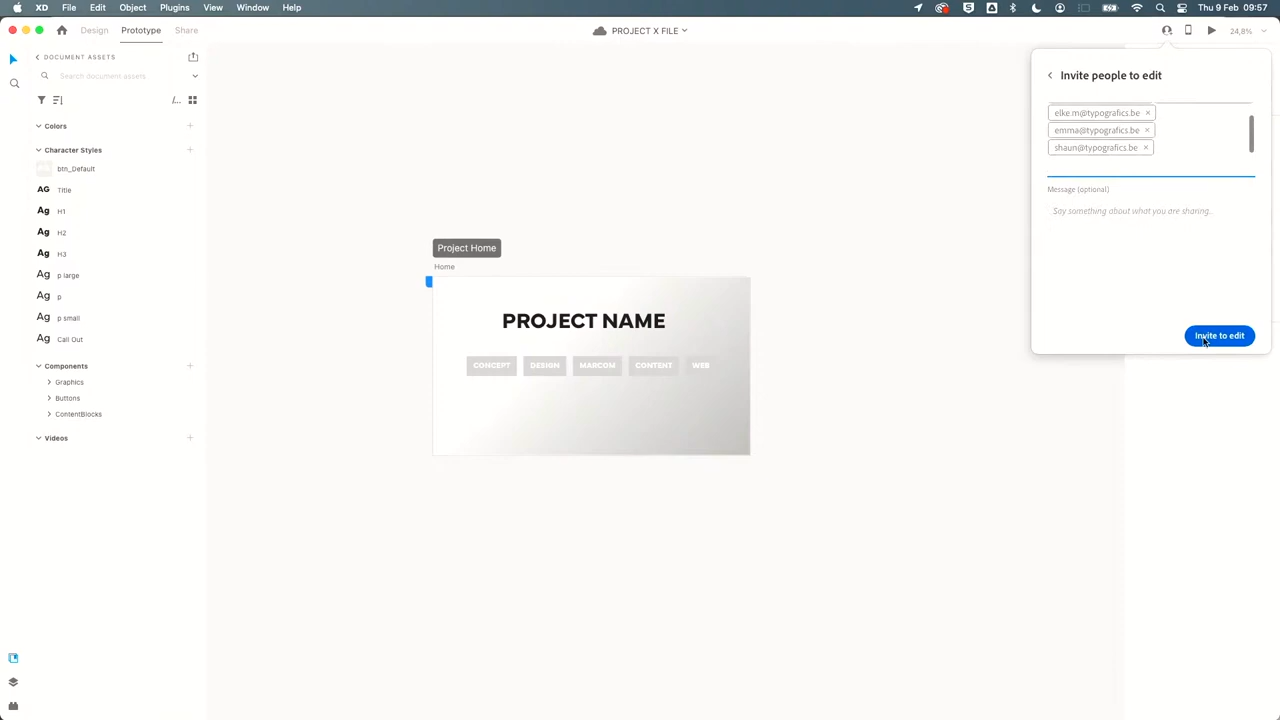 XD File Edit Object Plugins View Window Help
Thu 9 Jun 09:57
Design Prototype Share
PROJECT X FILE
24,8%
DOCUMENT ASSETS
Search document assets
Colors
Character Styles
btn_Default
AG Title
Ag H1
Ag H2
Ag H3
Ag p large
Ag p
Ag p small
Ag Call Out
Components
Graphics
Buttons
ContentBlocks
Videos
Project Home
Home
PROJECT NAME
CONCEPT DESIGN MARCOM CONTENT WEB
Invite people to edit
elke.m@typografics.be
emma@typografics.be
shaun@typografics.be
Message (optional)
Say something about what you are sharing..
Invite to edit